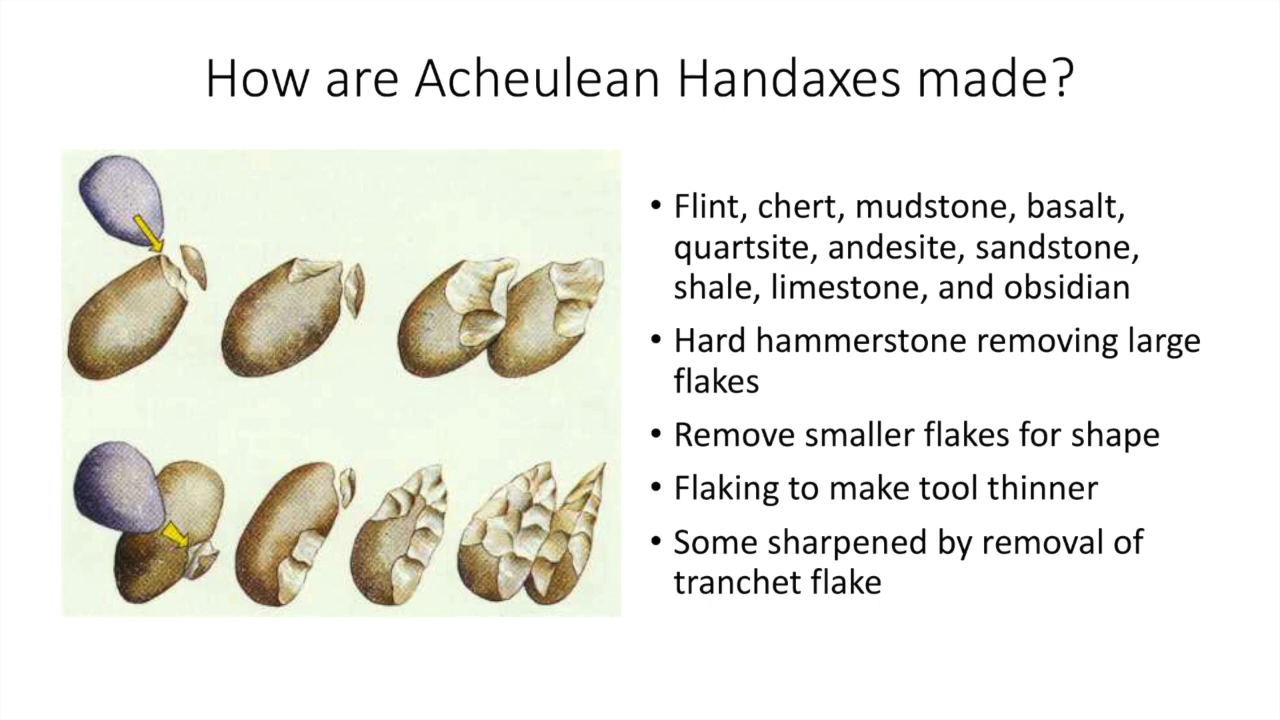 How are Acheulean Handaxes made?
• Flint, chert, mudstone, basalt,
quartsite, andesite, sandstone,
shale, limestone, and obsidian
• Hard hammerstone removing large
flakes
• Remove smaller flakes for shape
• Flaking to make tool thinner
• Some sharpened by removal of
tranchet flake